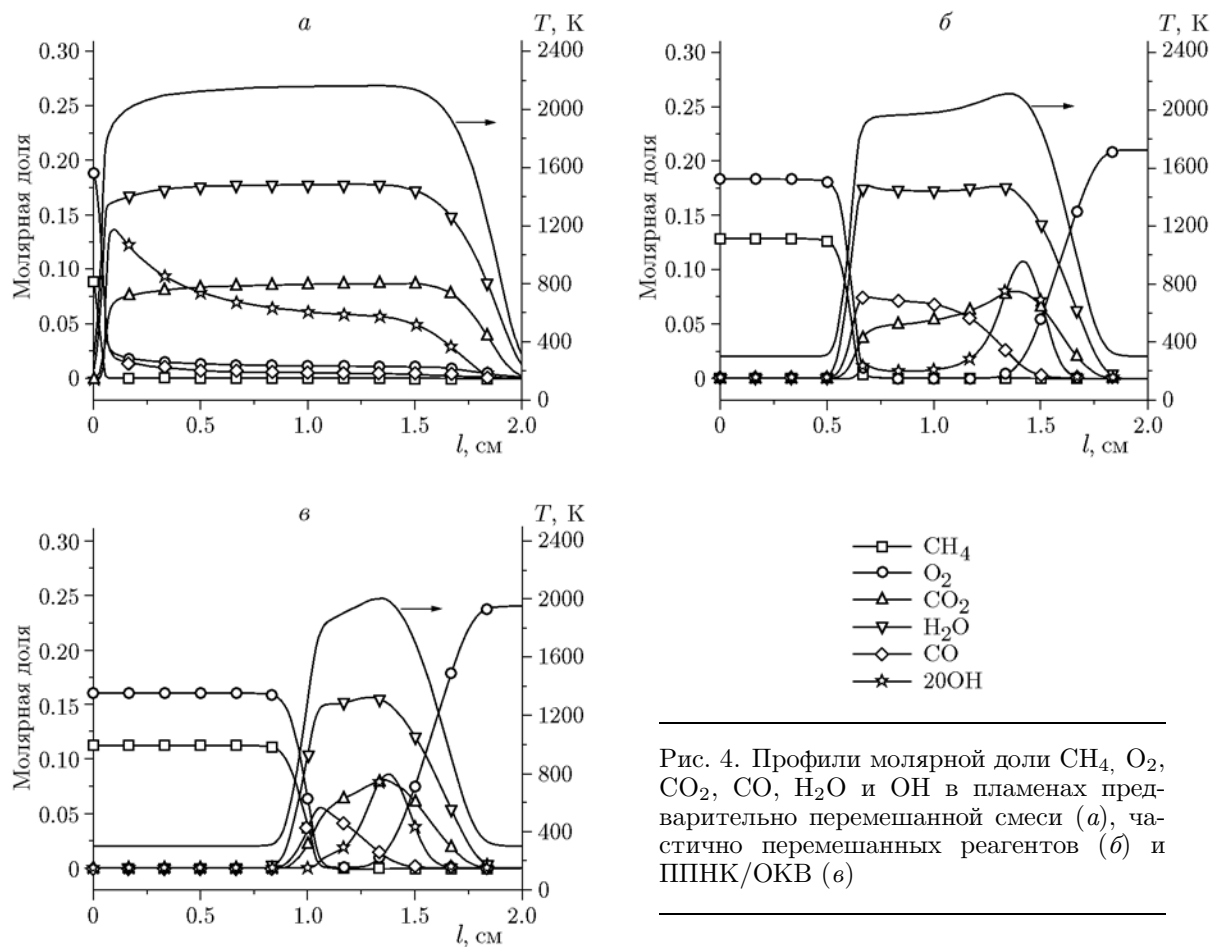 а
T, K
0.30
0.25
0.20
0.15
0.10
0.05
0
Молярная доля
2400
2000
1600
1200
800
400
0
0
0.5
1.0
1.5
2.0
l, см
б
T, K
0.30
0.25
0.20
0.15
0.10
0.05
0
Молярная доля
2400
2000
1600
1200
800
400
0
0
0.5
1.0
1.5
2.0
l, см
в
T, K
0.30
0.25
0.20
0.15
0.10
0.05
0
Молярная доля
2400
2000
1600
1200
800
400
0
0
0.5
1.0
1.5
2.0
l, см
CH₄
O₂
CO₂
H₂O
CO
20OH
Рис. 4. Профили молярной доли CH₄, O₂,
CO₂, CO, H₂O и OH в пламенах пред-
варительно перемешанной смеси (а), ча-
стично перемешанных реагентов (б) и
ППНК/ОКВ (в)